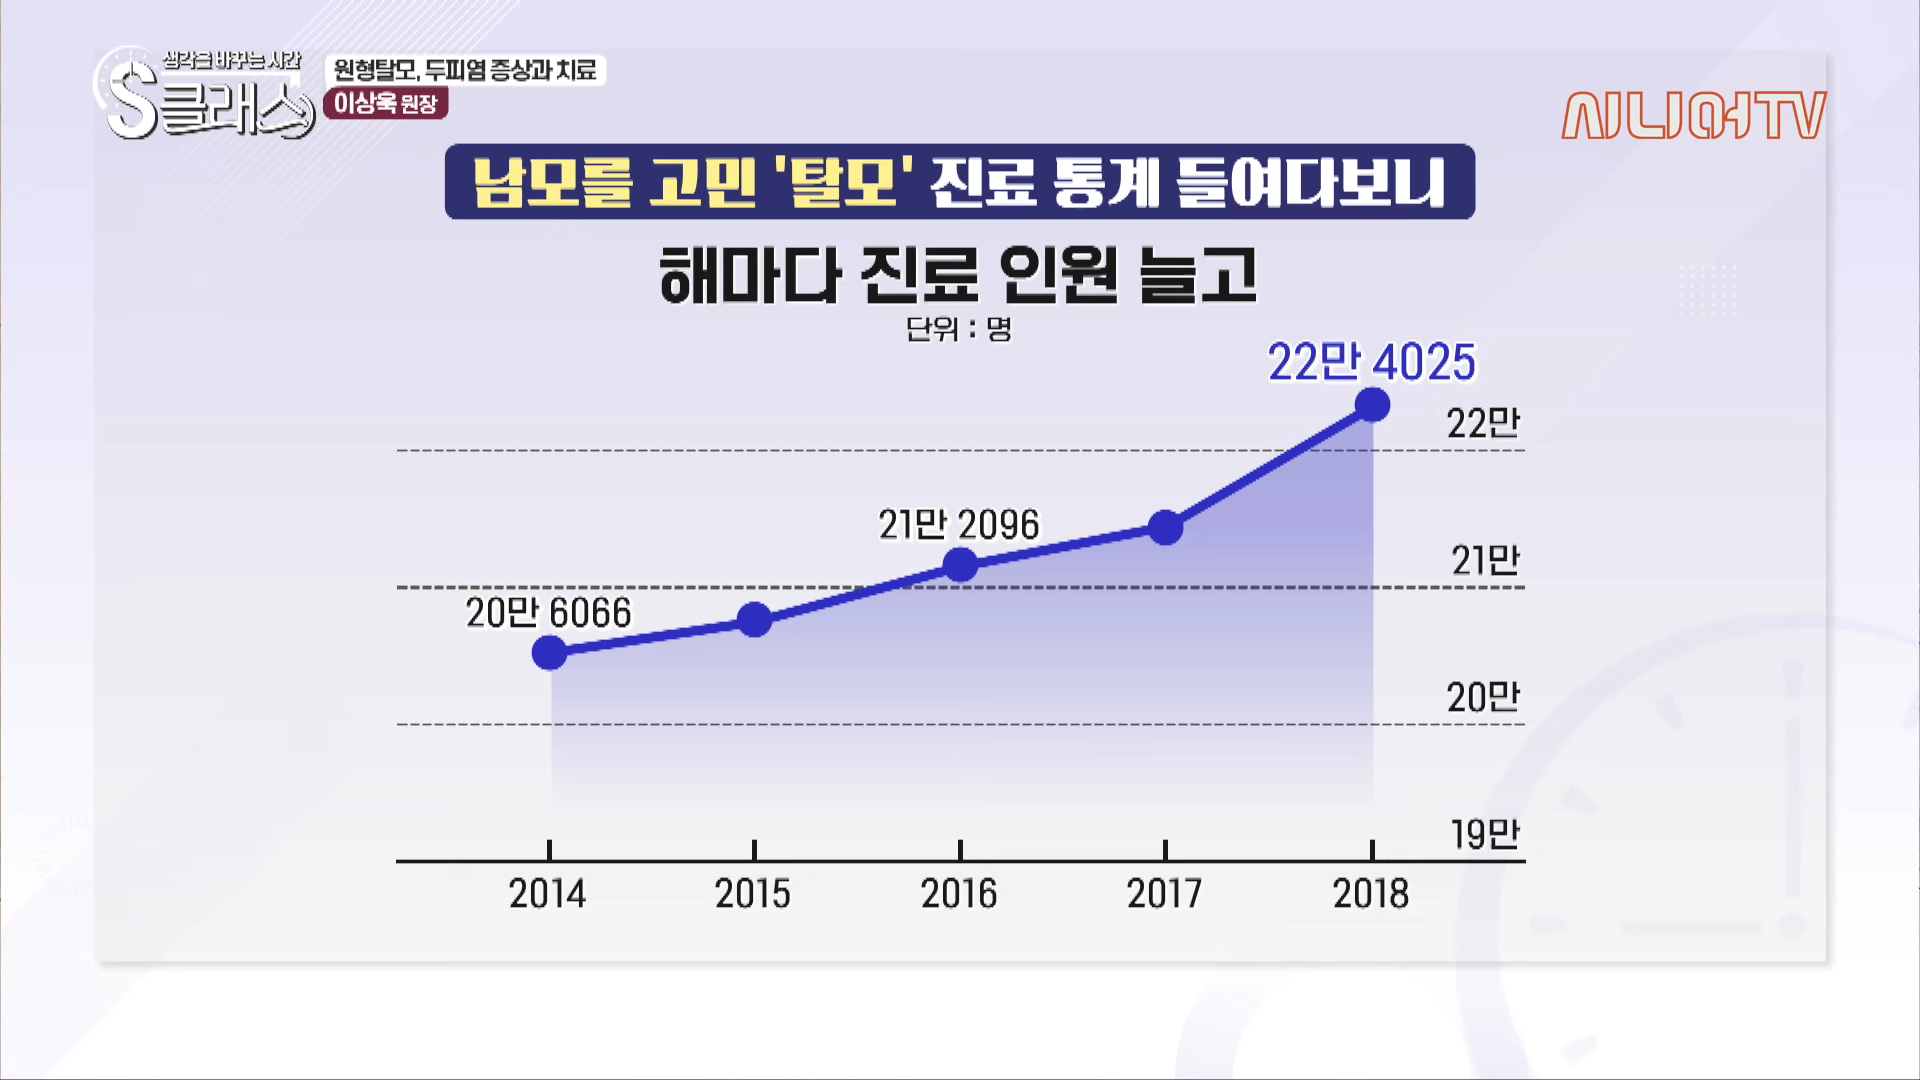 생각을 바꾸는 시간
S클래스
원형탈모, 두피염 증상과 치료
이상욱 원장
시니어TV
남모를 고민 '탈모' 진료 통계 들여다보니
해마다 진료 인원 늘고
단위 : 명
22만 4025
22만
21만 2096
21만
20만 6066
20만
19만
2014 2015 2016 2017 2018